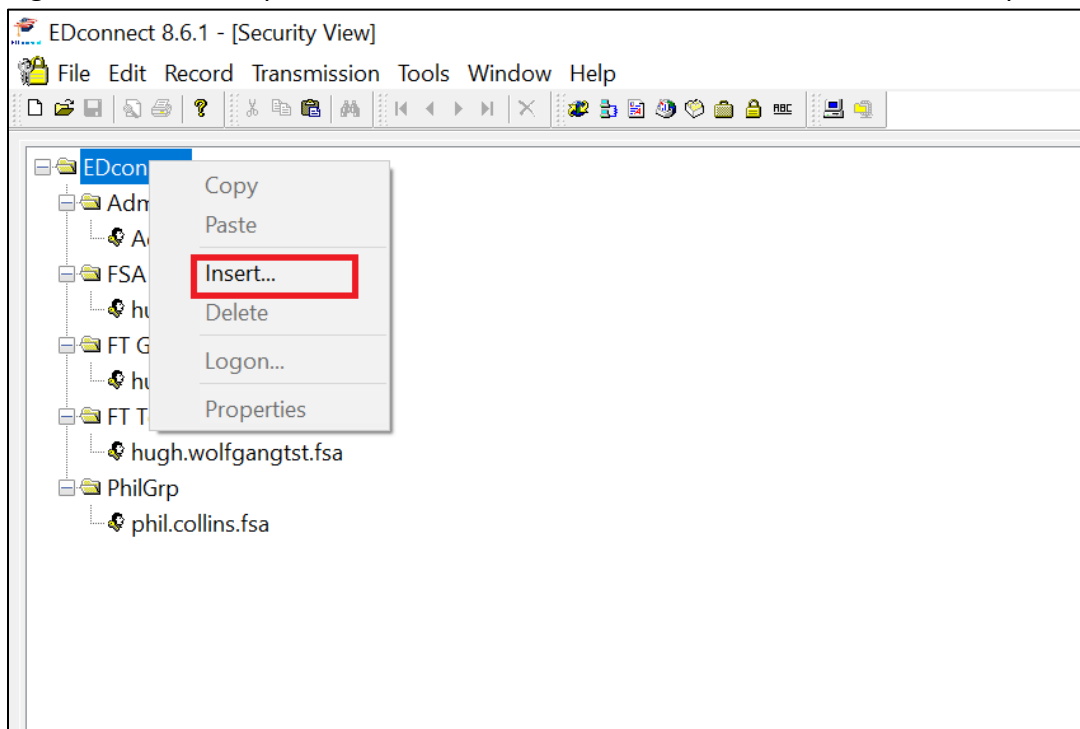 EDconnect 8.6.1 - [Security View]
File Edit Record Transmission Tools Window Help
ABC
EDcon
Copy
Paste
Insert...
Delete
Logon...
Properties
Adm
FSA
FT G
FT T
hugh.wolfgangtst.fsa
PhilGrp
phil.collins.fsa